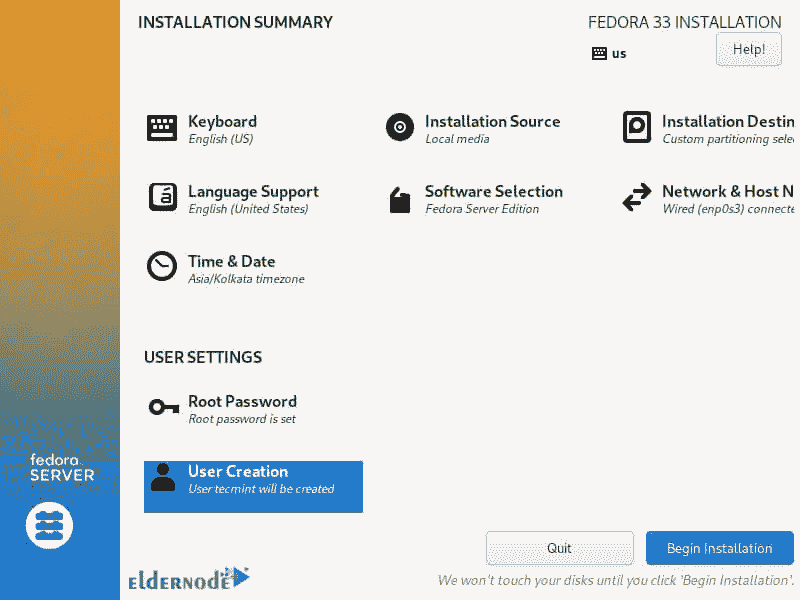 INSTALLATION SUMMARY
FEDORA 33 INSTALLATION
us
Help!
Keyboard
English (US)
Installation Source
Local media
Installation Destin
Custom partitioning sele
Language Support
English (United States)
Software Selection
Fedora Server Edition
Network & Host N
Wired (enp0s3) connecte
Time & Date
Asia/Kolkata timezone
USER SETTINGS
Root Password
Root password is set
User Creation
User tecmint will be created
fedora
SERVER
Quit
Begin Installation
We won't touch your disks until you click 'Begin Installation'.
eldernode